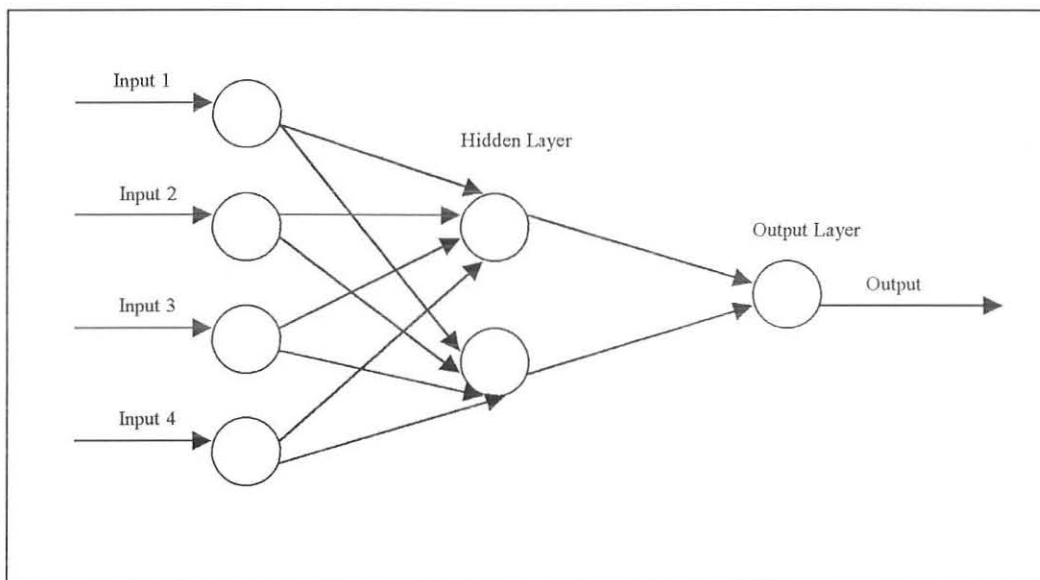 Input 1
Hidden Layer
Input 2
Output Layer
Output
Input 3
Input 4